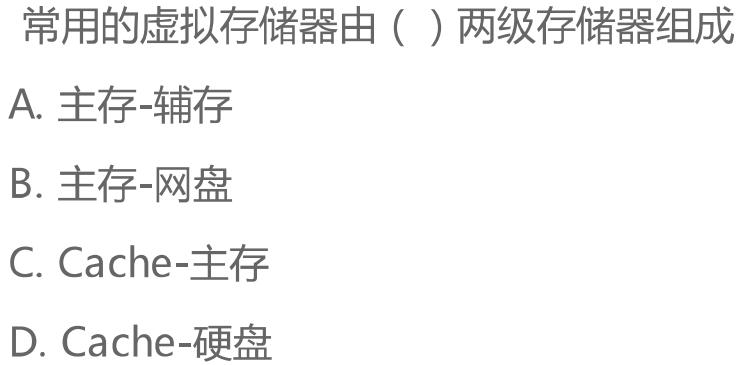 常用的虚拟存储器由（ ）两级存储器组成
A. 主存-辅存
B. 主存-网盘
C. Cache-主存
D. Cache-硬盘